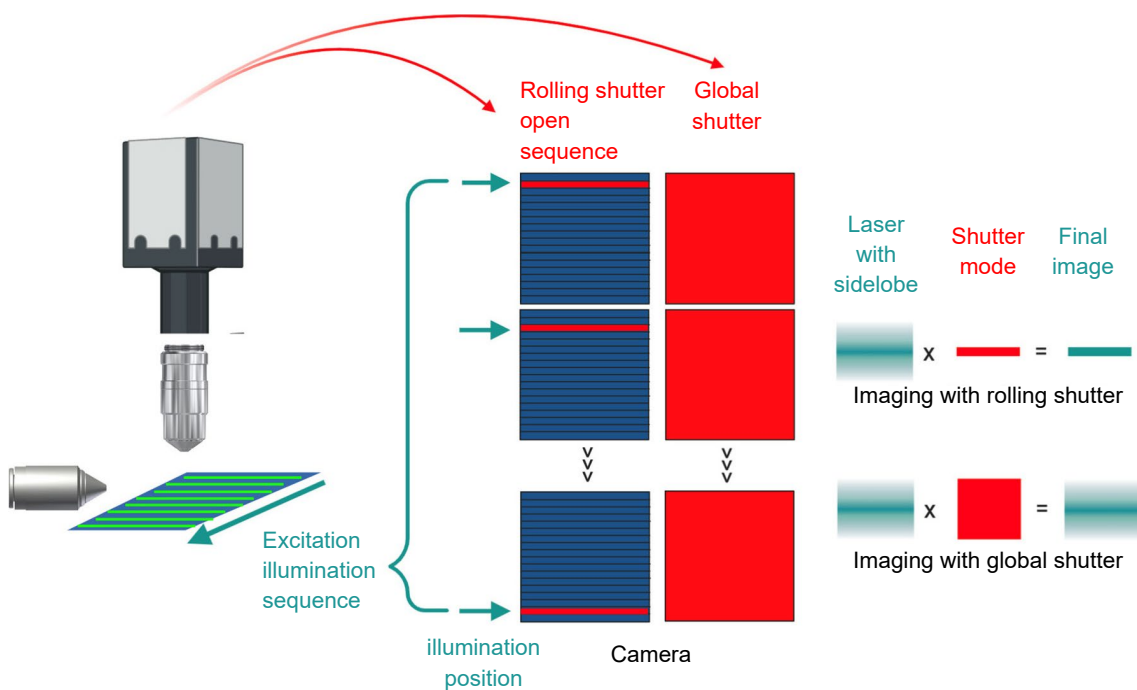 Rolling shutter
open
sequence
Global
shutter
Laser
with
sidelobe
Shutter
mode
Final
image
x
=
Imaging with rolling shutter
x
=
Imaging with global shutter
Excitation
illumination
sequence
illumination
position
Camera